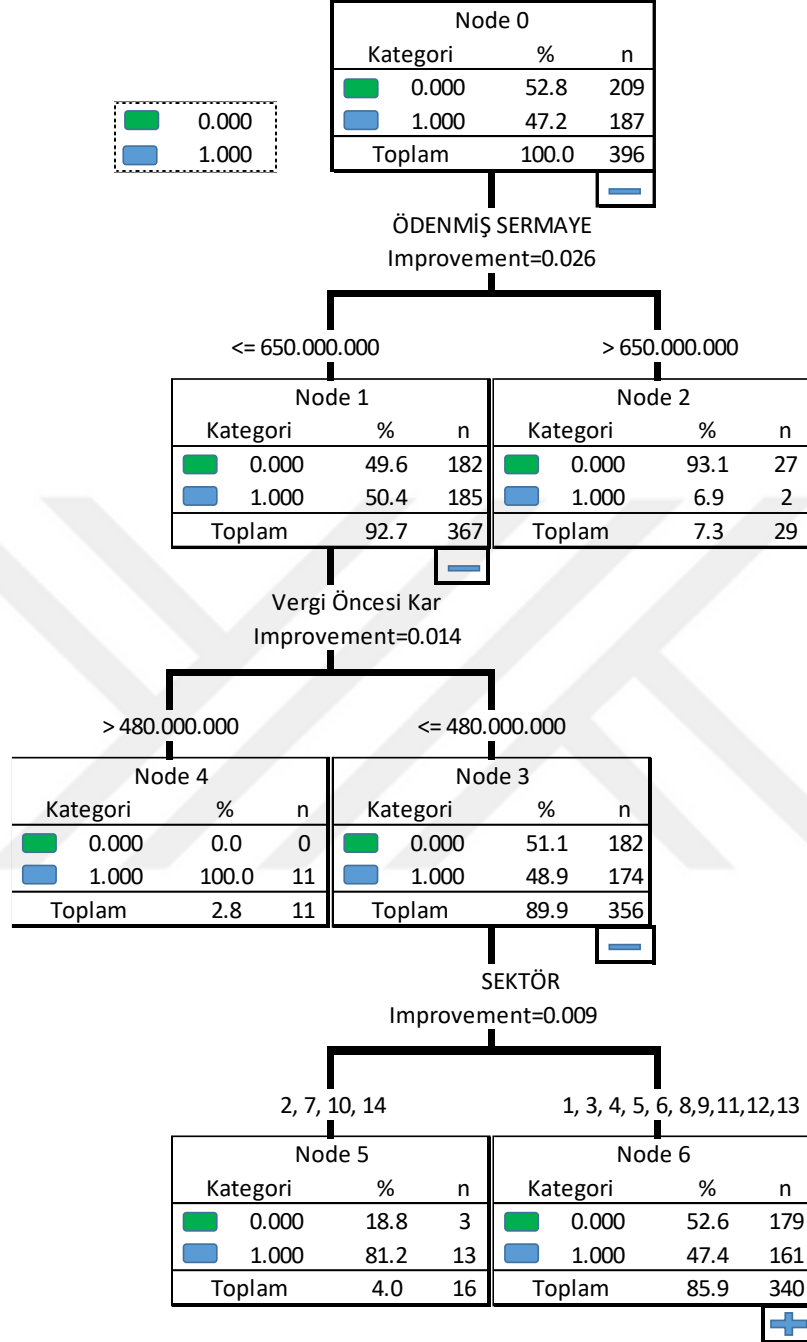 Node 0
Kategori % n
0.000 52.8 209
1.000 47.2 187
Toplam 100.0 396
0.000
1.000
ÖDENMİŞ SERMAYE
Improvement=0.026
<= 650.000.000
> 650.000.000
Node 1
Kategori % n
0.000 49.6 182
1.000 50.4 185
Toplam 92.7 367
Node 2
Kategori % n
0.000 93.1 27
1.000 6.9 2
Toplam 7.3 29
Vergi Öncesi Kar
Improvement=0.014
> 480.000.000
<= 480.000.000
Node 4
Kategori % n
0.000 0.0 0
1.000 100.0 11
Toplam 2.8 11
Node 3
Kategori % n
0.000 51.1 182
1.000 48.9 174
Toplam 89.9 356
SEKTÖR
Improvement=0.009
2, 7, 10, 14
1, 3, 4, 5, 6, 8,9,11,12,13
Node 5
Kategori % n
0.000 18.8 3
1.000 81.2 13
Toplam 4.0 16
Node 6
Kategori % n
0.000 52.6 179
1.000 47.4 161
Toplam 85.9 340